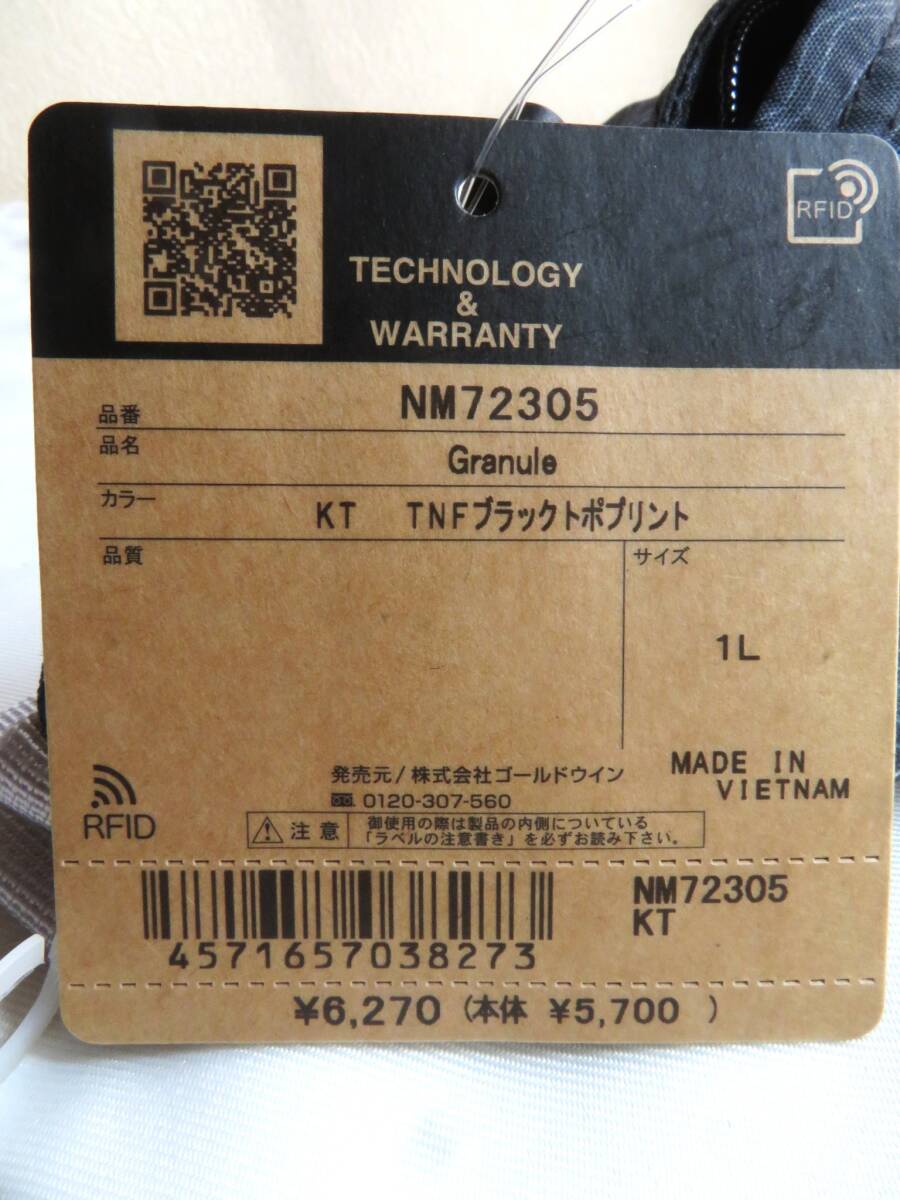 RFID
TECHNOLOGY
&
WARRANTY
品番 NM72305
品名 Granule
カラー KT TNFブラックトポプリント
品質
サイズ
1L
発売元/株式会社ゴールドウイン
0120-307-560
MADE IN
VIETNAM
RFID
注意
御使用の際は製品の内側についている
「ラベルの注意書き」を必ずお読み下さい。
4571657038273
NM72305
KT
¥6,270 (本体 ¥5,700 )